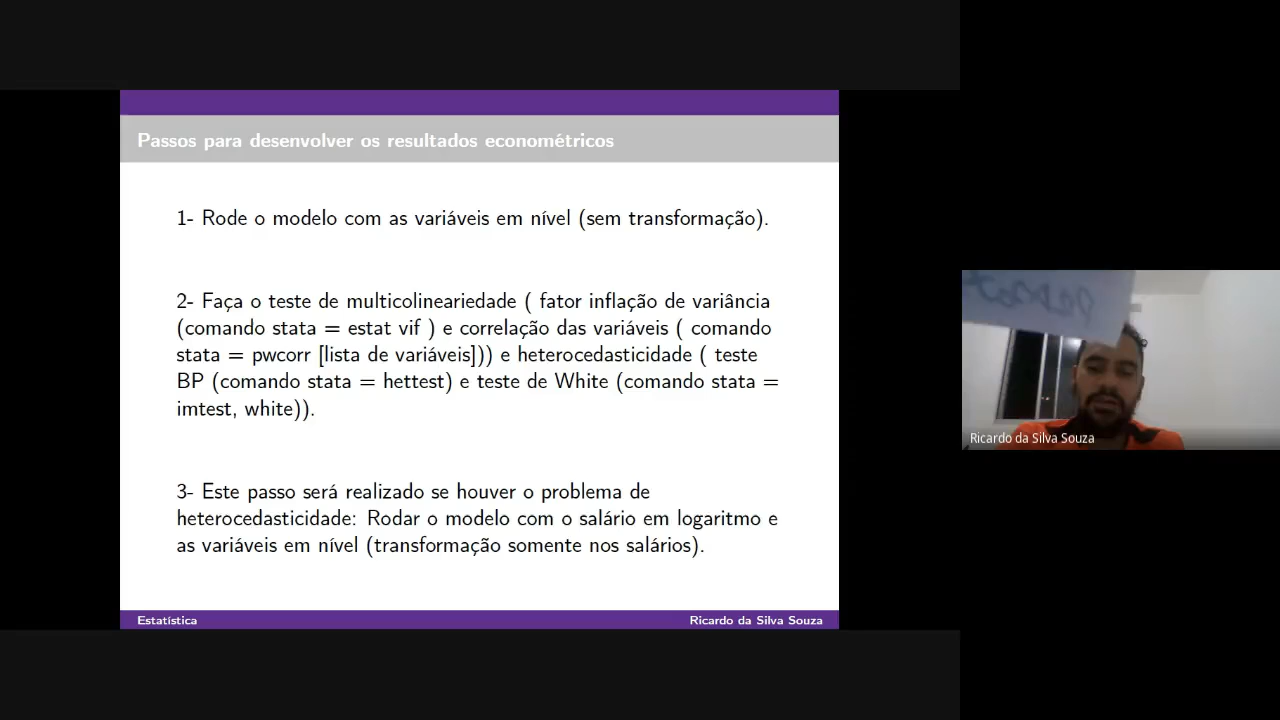 Passos para desenvolver os resultados econométricos
1- Rode o modelo com as variáveis em nível (sem transformação).
2- Faça o teste de multicolineariedade ( fator inflação de variância
(comando stata = estat vif ) e correlação das variáveis ( comando
stata = pwcorr [lista de variáveis])) e heterocedasticidade ( teste
BP (comando stata = hettest) e teste de White (comando stata =
imtest, white)).
3- Este passo será realizado se houver o problema de
heterocedasticidade: Rodar o modelo com o salário em logaritmo e
as variáveis em nível (transformação somente nos salários).
Estatística
Ricardo da Silva Souza
Ricardo da Silva Souza